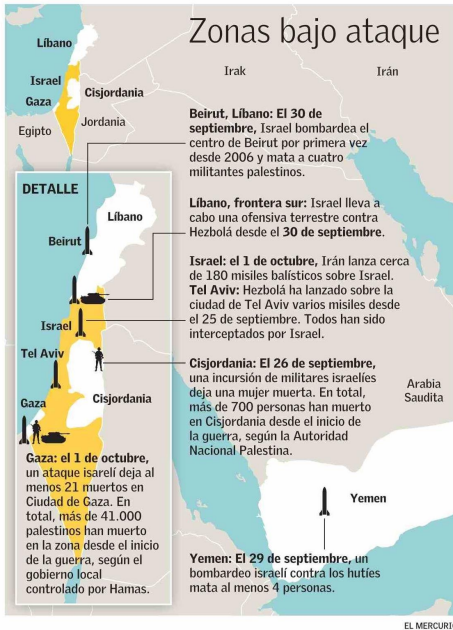 Zonas bajo ataque
Líbano
Israel
Gaza
Cisjordania
Egipto
Jordania
Irak
Irán
Beirut, Líbano: El 30 de
septiembre, Israel bombardea el
centro de Beirut por primera vez
desde 2006 y mata a cuatro
militantes palestinos.
Líbano, frontera sur: Israel lleva a
cabo una ofensiva terrestre contra
Hezbolá desde el 30 de septiembre.
Israel: el 1 de octubre, Irán lanza cerca
de 180 misiles balísticos sobre Israel.
Tel Aviv: Hezbolá ha lanzado sobre la
ciudad de Tel Aviv varios misiles desde
el 25 de septiembre. Todos han sido
interceptados por Israel.
Cisjordania: El 26 de septiembre,
una incursión de militares israelíes
deja una mujer muerta. En total,
más de 700 personas han muerto
en Cisjordania desde el inicio de
la guerra, según la Autoridad
Nacional Palestina.
Arabia
Saudita
DETALLE
Líbano
Beirut
Israel
Tel Aviv
Gaza
Cisjordania
Gaza: el 1 de octubre,
un ataque isarelí deja al
menos 21 muertos en
Ciudad de Gaza. En
total, más de 41.000
palestinos han muerto
en la zona desde el inicio
de la guerra, según el
gobierno local
controlado por Hamas.
Yemen
Yemen: El 29 de septiembre, un
bombardeo israelí contra los hutíes
mata al menos 4 personas.
EL MERCURIO